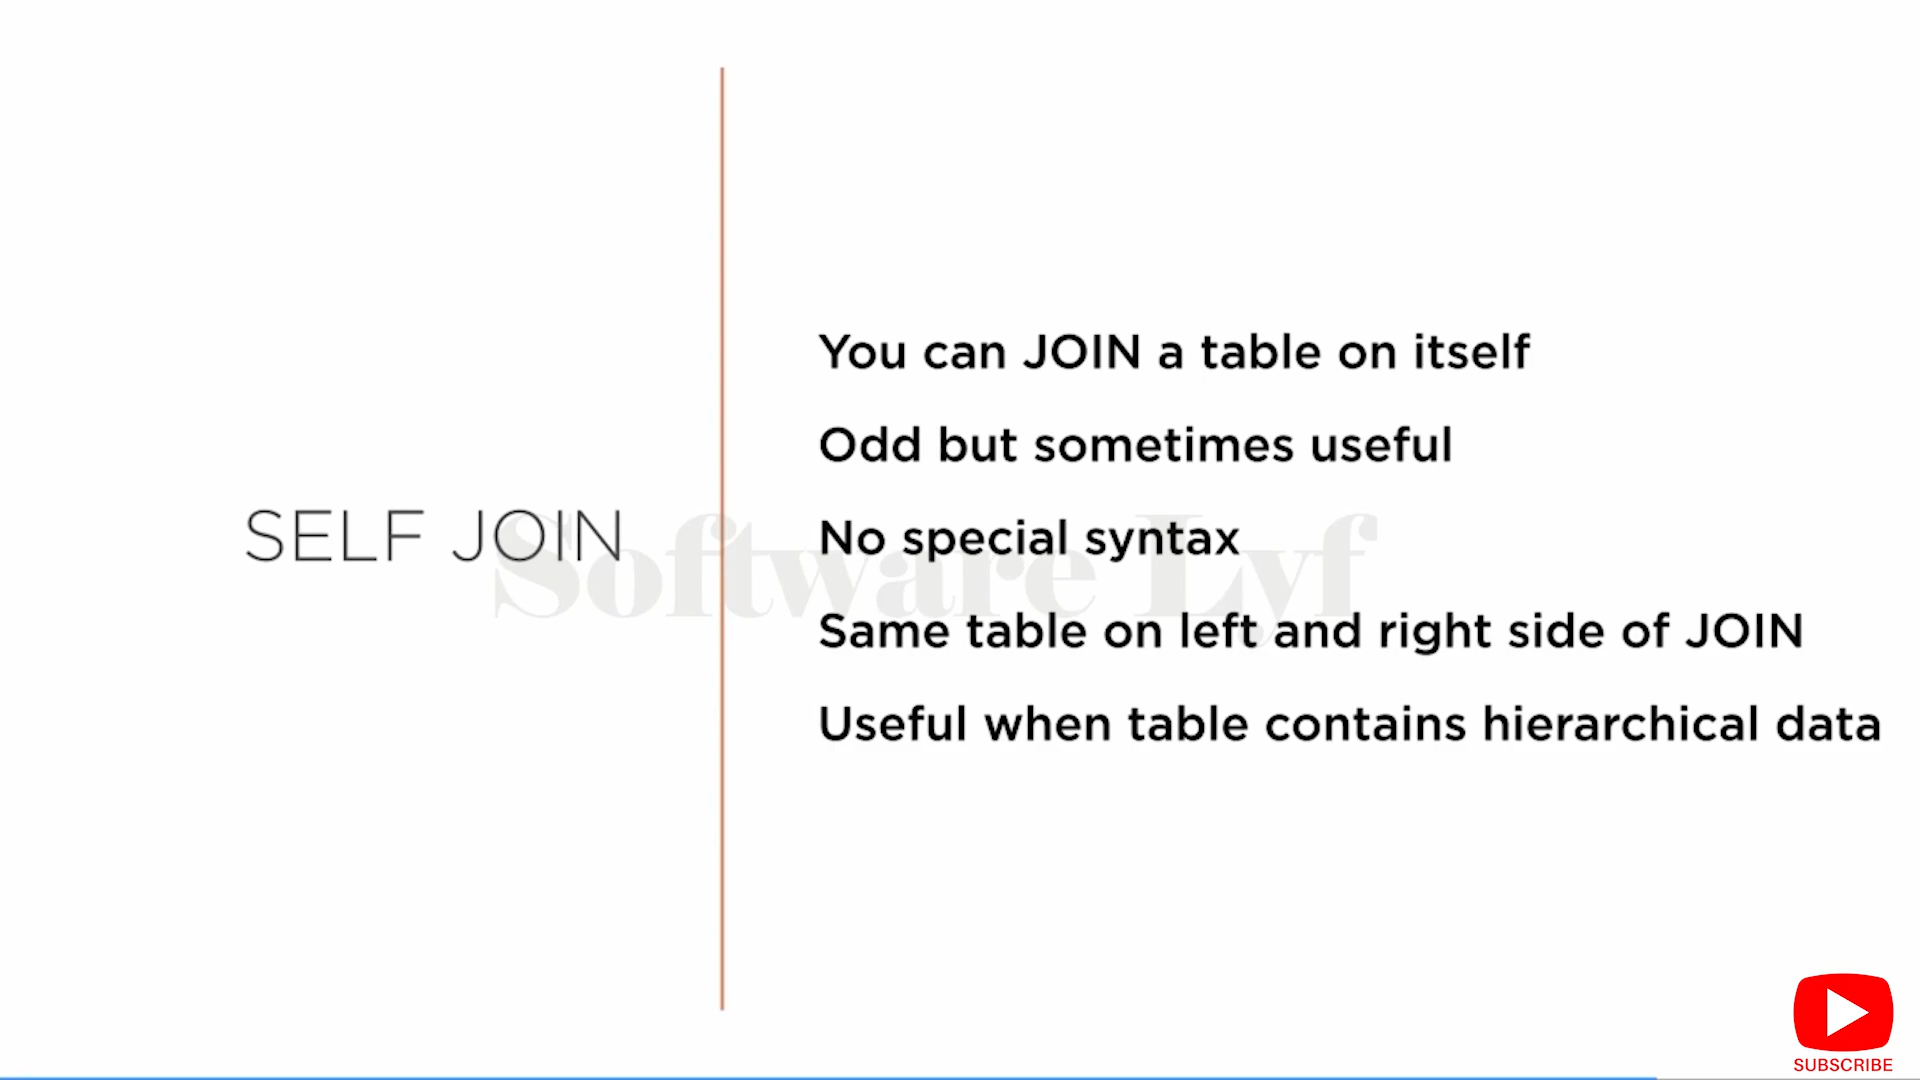 SELF JOIN
You can JOIN a table on itself
Odd but sometimes useful
No special syntax
Same table on left and right side of JOIN
Useful when table contains hierarchical data
Software Lyf
SUBSCRIBE